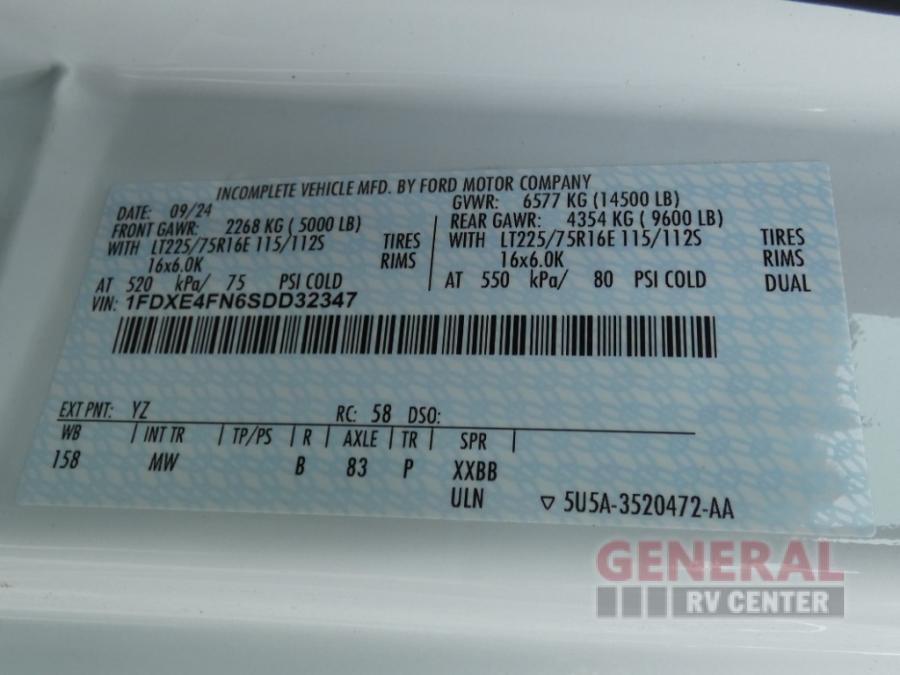 INCOMPLETE VEHICLE MFD. BY FORD MOTOR COMPANY
DATE: 09/24 GVWR: 6577 KG (14500 LB)
FRONT GAWR: 2268 KG ( 5000 LB) REAR GAWR: 4354 KG ( 9600 LB)
WITH LT225/75R16E 115/112S TIRES WITH LT225/75R16E 115/112S TIRES
16x6.0K RIMS 16x6.0K RIMS
AT 520 kPa/ 75 PSI COLD AT 550 kPa/ 80 PSI COLD DUAL
VIN: 1FDXE4FN6SDD32347
EXT PNT: YZ RC: 58 DSO:
WB INT TR TP/PS R AXLE TR SPR
158 MW B 83 P XXBB
ULN ▽ 5U5A-3520472-AA
GENERAL
RV CENTER